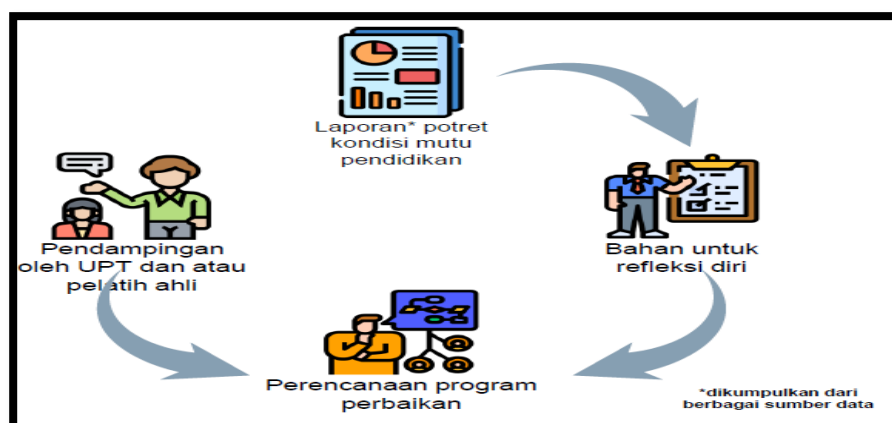 Laporan* potret
kondisi mutu
pendidikan
Pendampingan
oleh UPT dan atau
pelatih ahli
Bahan untuk
refleksi diri
Perencanaan program
perbaikan
*dikumpulkan dari
berbagai sumber data